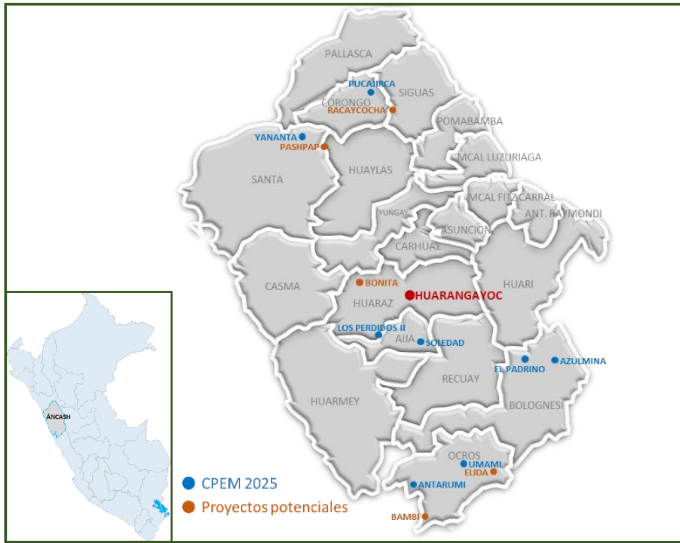 PALLASCA
PUCAJIRCA
SIGUAS
CORONGO
RACAYCOCHA
POMABAMBA
YANANTA
PASHPAP
MCAL LUZURIAGA
HUAYLAS
SANTA
MCAL FITZCARRAL
ANT. RAYMONDI
YUNGAY
ASUNCIÓN
CARHUAZ
HUARI
CASMA
BONITA
HUARANGAYOC
HUARAZ
LOS PERDIDOS II
AIJA
SOLEDAD
EL PADRINO
AZULMINA
RECUAY
HUARMEY
BOLOGNESI
ANCASH
OCROS
UMAMI
ELIDA
CPEM 2025
ANTARUMI
Proyectos potenciales
BAMBI